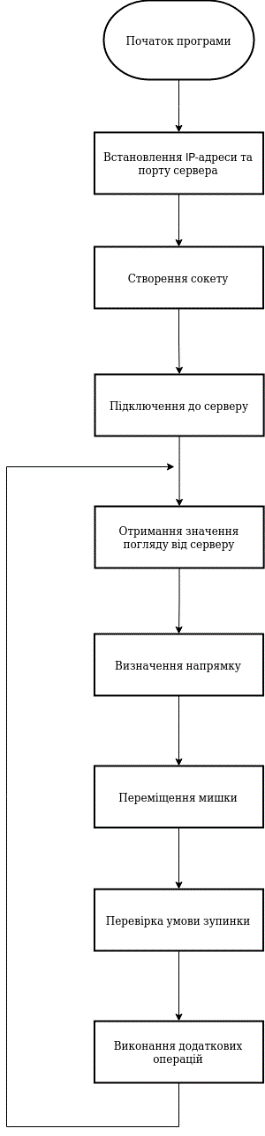 Початок програми
Встановлення IP-адреси та
порту сервера
Створення сокету
Підключення до серверу
Отримання значення
погляду від серверу
Визначення напрямку
Переміщення мишки
Перевірка умови зупинки
Виконання додаткових
операцій